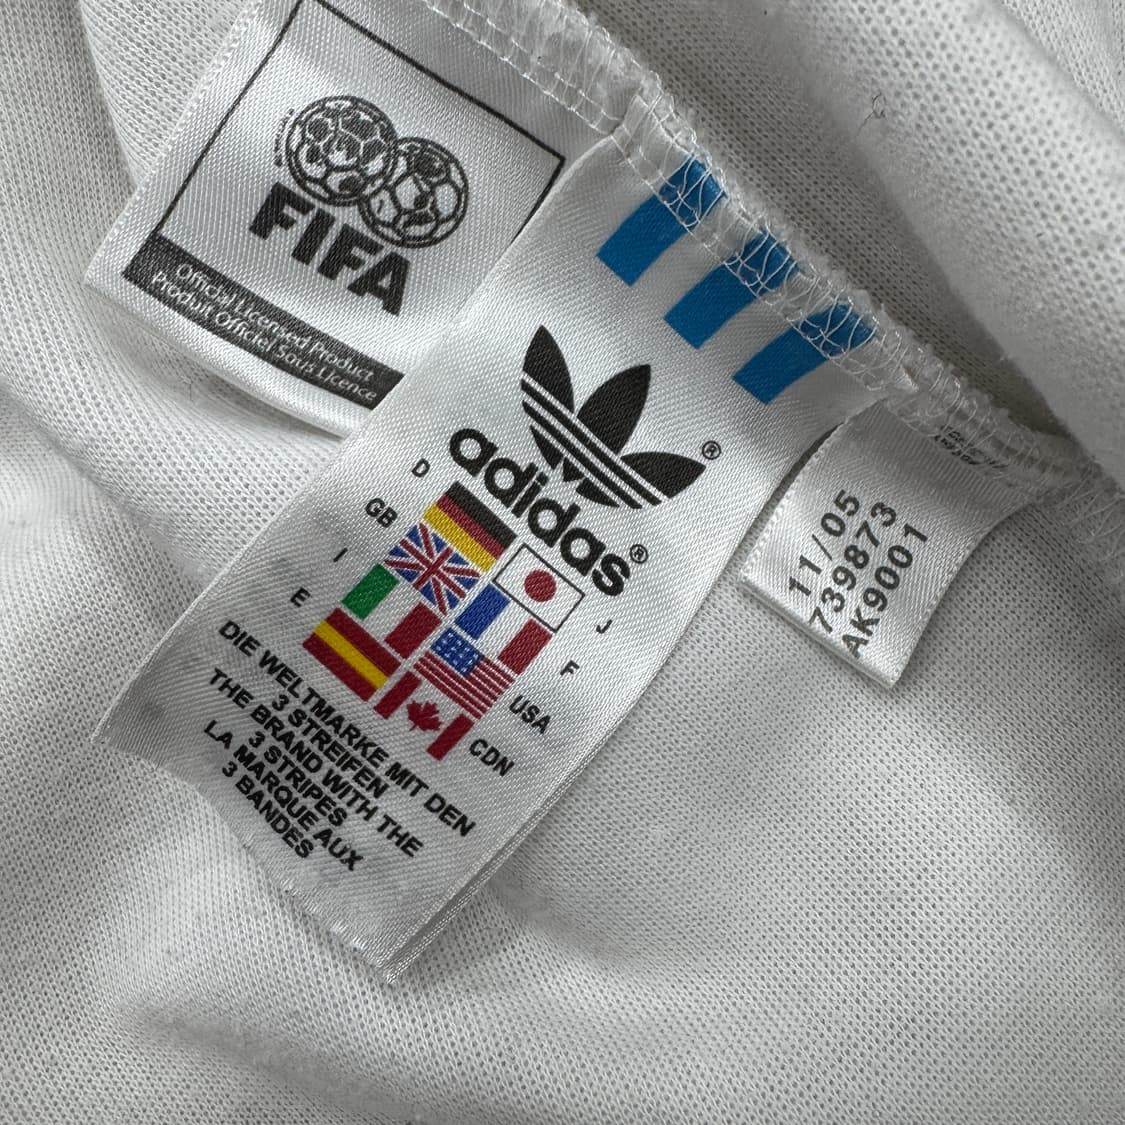 FIFA
Official Licensed Product
Produit Officiel Sous Licence
adidas®
®
D
GB
I
E
J
F
USA
CDN
DIE WELTMARKE MIT DEN
3 STREIFEN
THE BRAND WITH THE
3 STRIPES
LA MARQUE AUX
3 BANDES
11/05
739873
AK9001